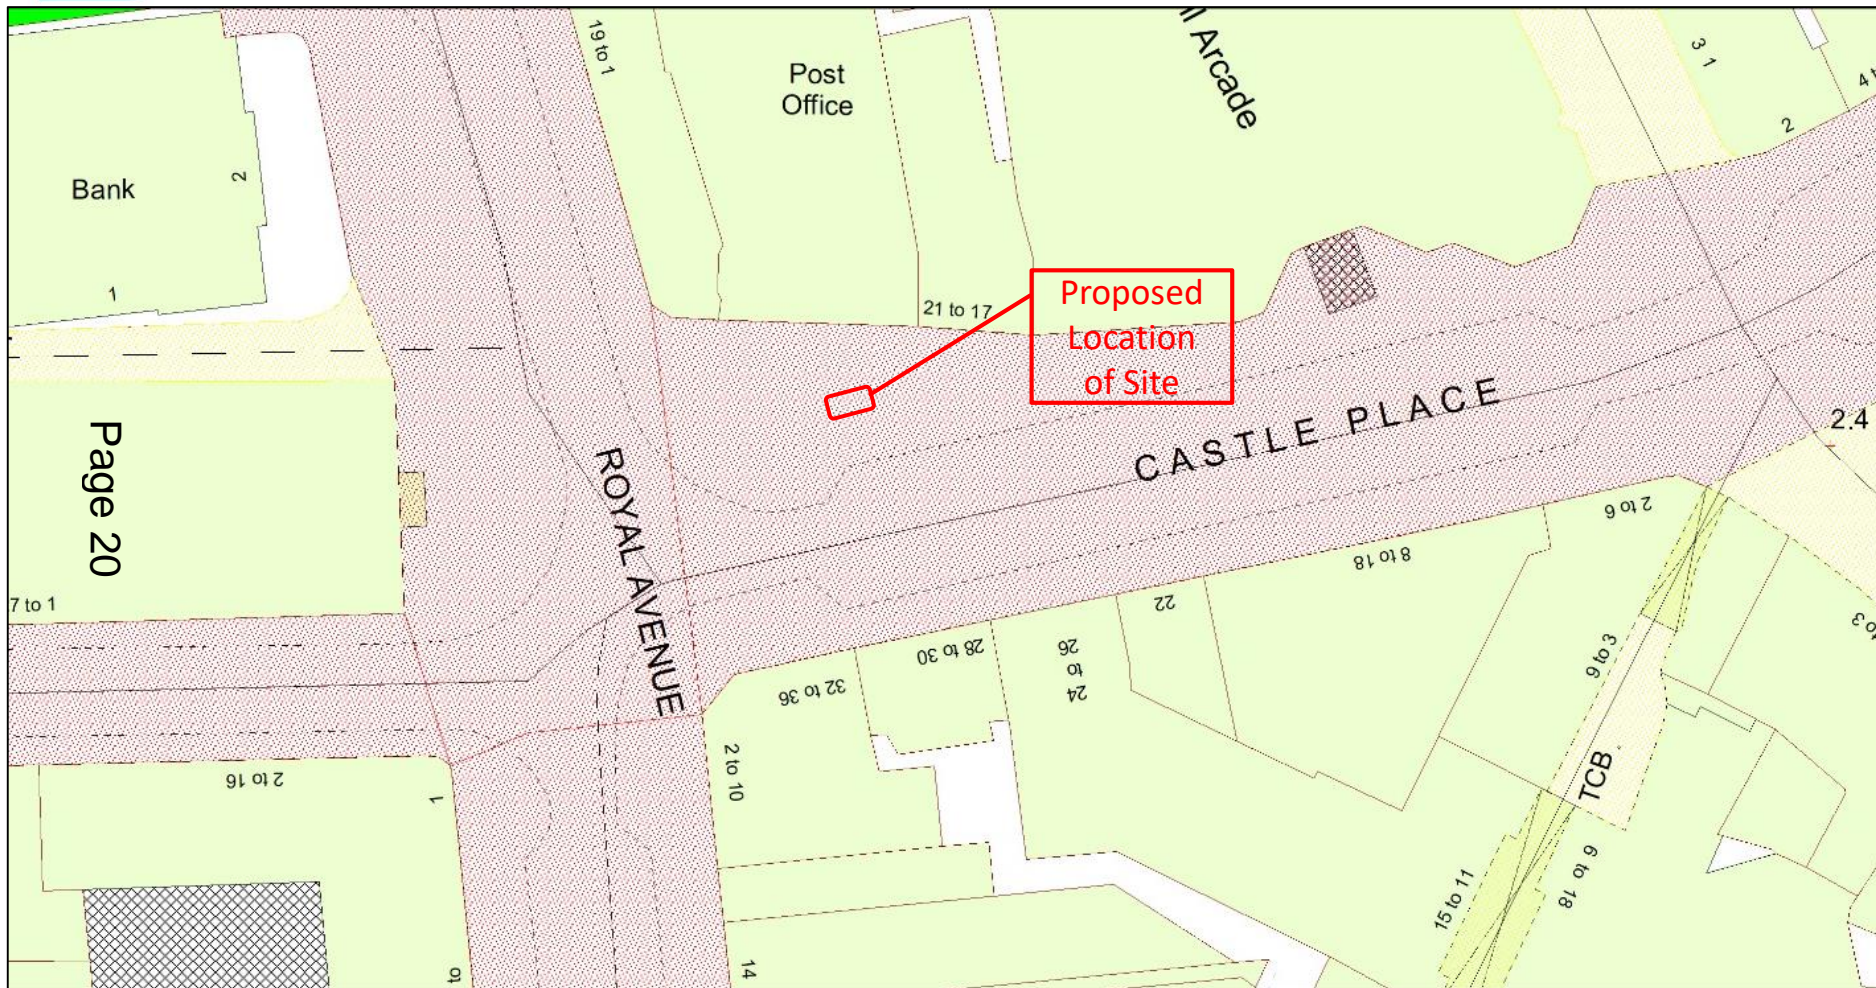 19 to 1
Post
Office
ll Arcade
3 1
2
Bank
2
1
21 to 17
Proposed
Location
of Site
CASTLE PLACE
2.4
Page 20
ROYAL AVENUE
7 to 1
2 to 6
8 to 18
22
26
to
24
28 to 30
32 to 36
9 to 3
TCB
2 to 16
1
2 to 10
14
15 to 11
6 to 18